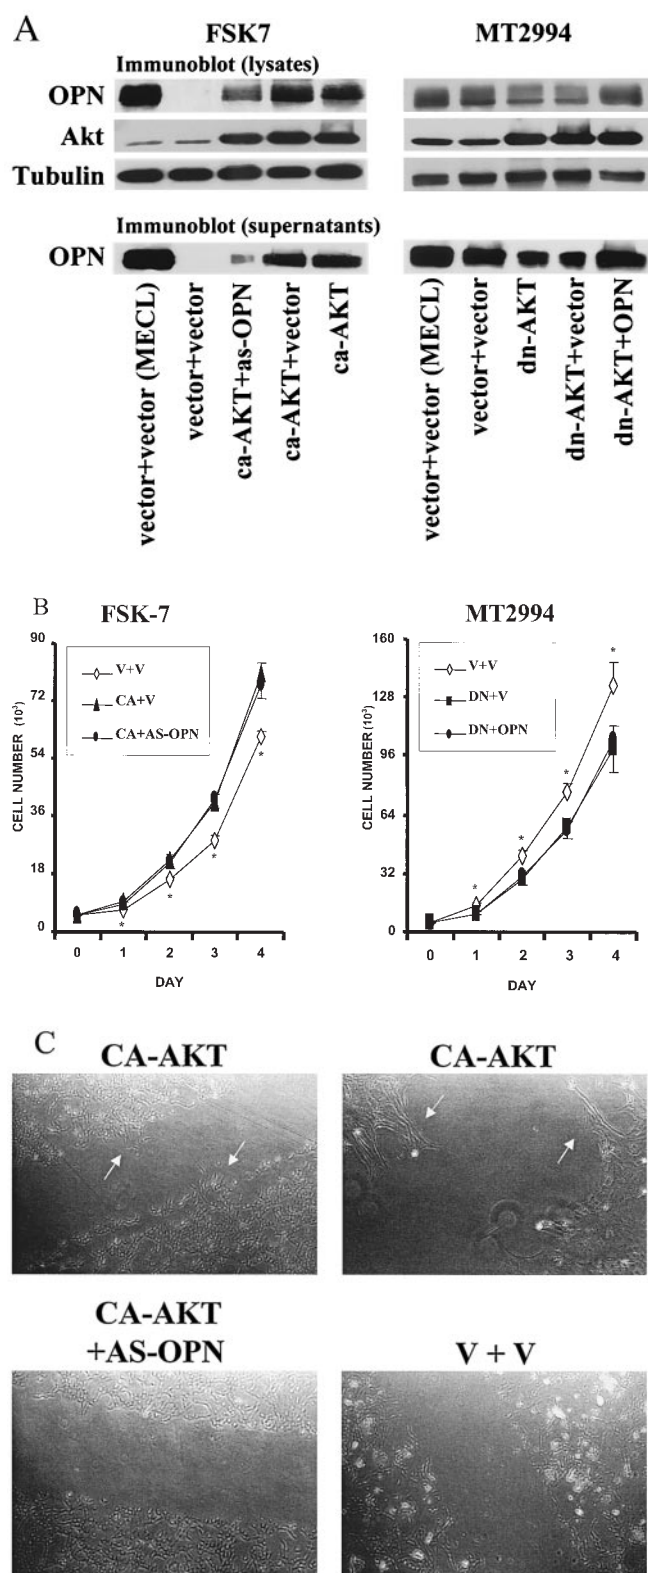 A
FSK7
MT2994
Immunoblot (lysates)
OPN
Akt
Tubulin
Immunoblot (supernatants)
OPN
vector+vector (MECL)
vector+vector
ca-AKT+as-OPN
ca-AKT+vector
ca-AKT
vector+vector (MECL)
vector+vector
dn-AKT
dn-AKT+vector
dn-AKT+OPN
B
FSK-7
90
72
54
36
18
0
CELL NUMBER (10³)
V+V
CA+V
CA+AS-OPN
*
*
*
*
0 1 2 3 4
DAY
MT2994
160
128
96
64
32
0
CELL NUMBER (10³)
V+V
DN+V
DN+OPN
*
*
*
*
0 1 2 3 4
DAY
C
CA-AKT
CA-AKT
CA-AKT
+AS-OPN
V + V